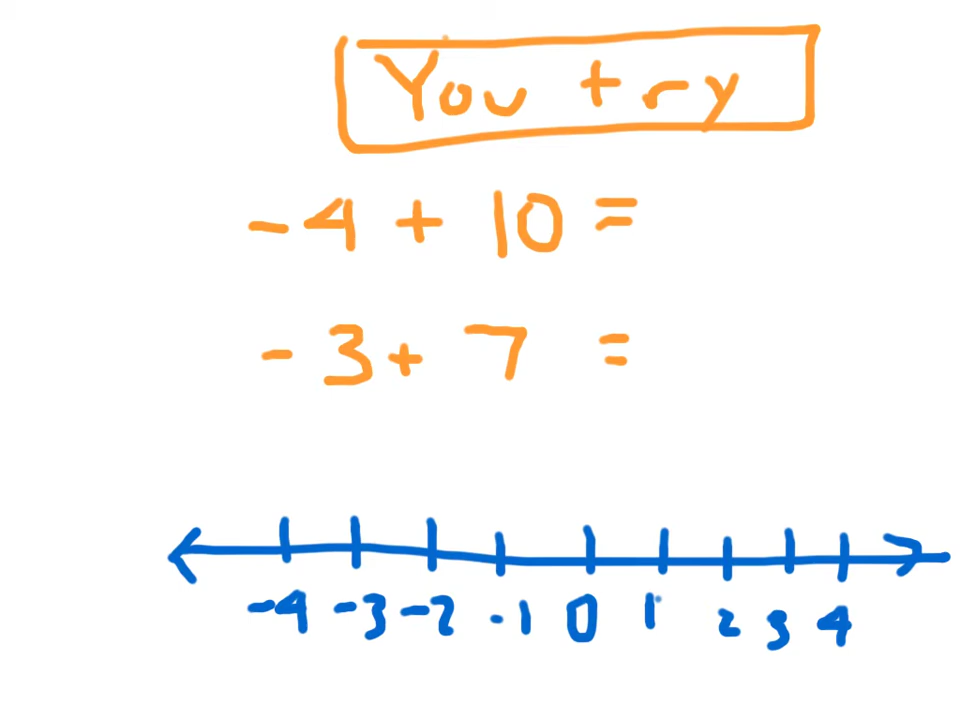 You try
-4 + 10 =
-3 + 7 =
-4 -3 -2 -1 0 1 2 3 4